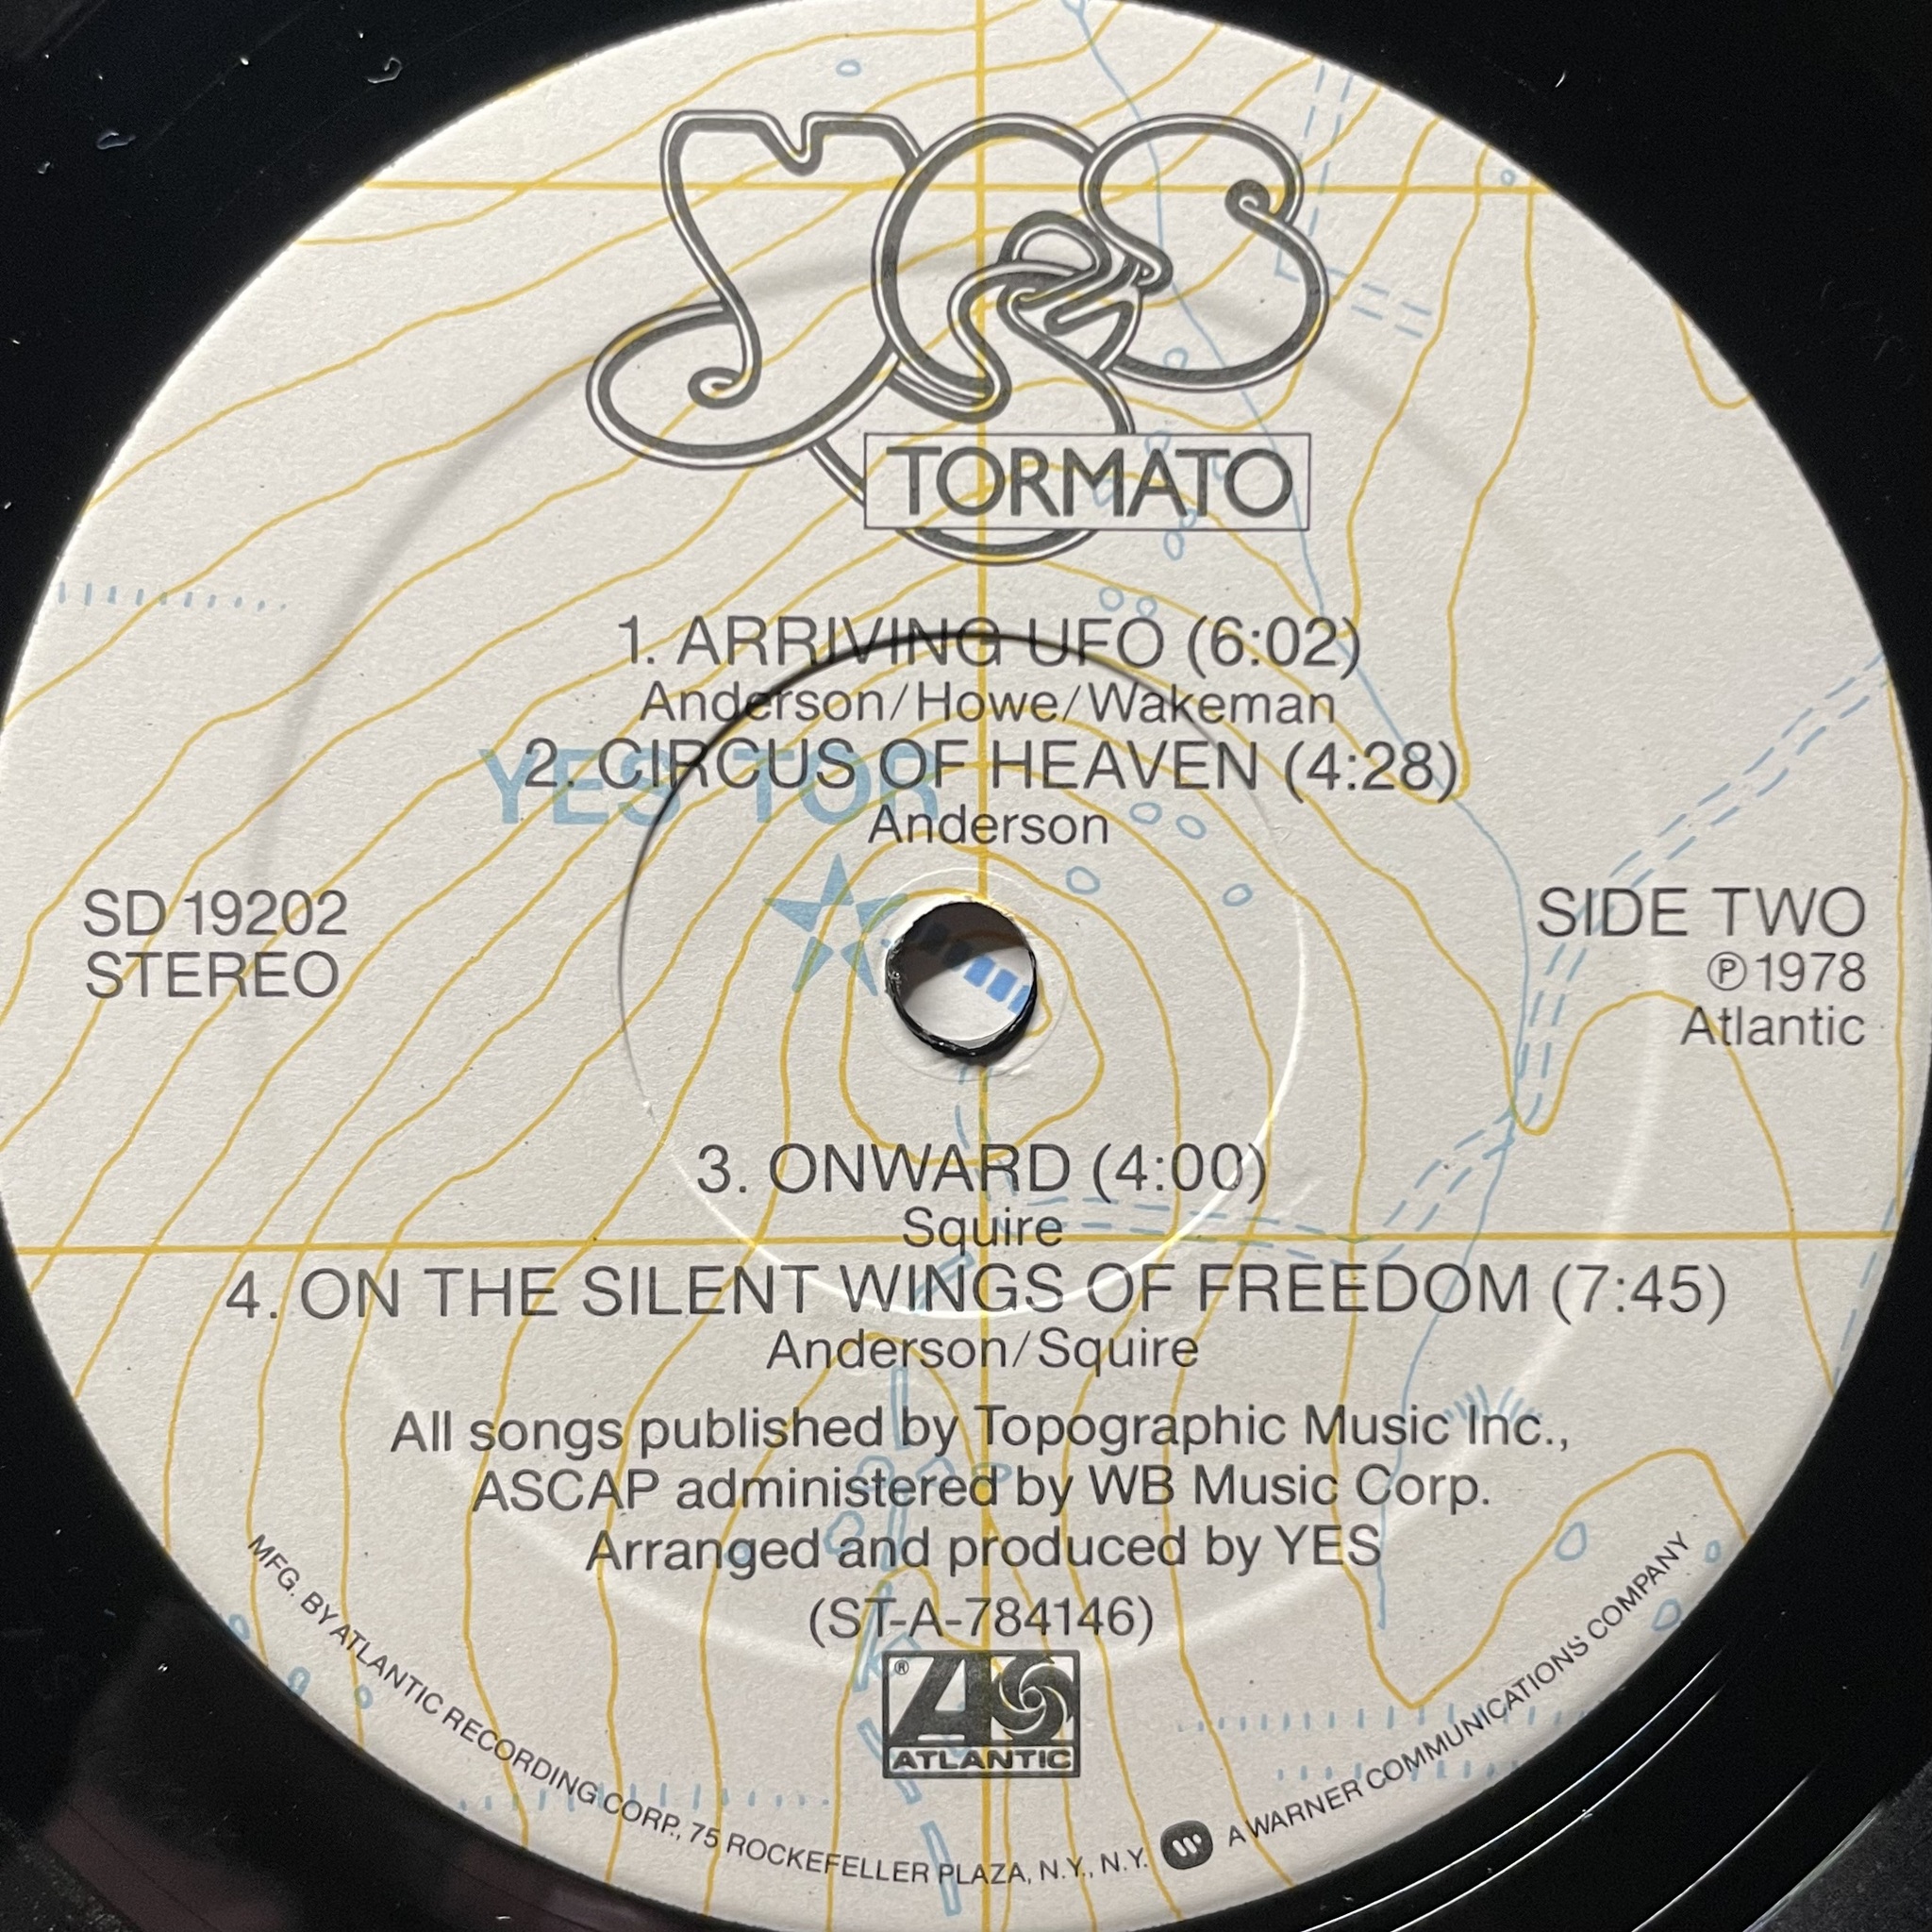 YES
TORMATO
1. ARRIVING UFO (6:02)
Anderson/Howe/Wakeman
YES TOR
2. CIRCUS OF HEAVEN (4:28)
Anderson
SD 19202
STEREO
SIDE TWO
℗1978
Atlantic
3. ONWARD (4:00)
Squire
4. ON THE SILENT WINGS OF FREEDOM (7:45)
Anderson/Squire
All songs published by Topographic Music Inc.,
ASCAP administered by WB Music Corp.
Arranged and produced by YES
(ST-A-784146)
® A
ATLANTIC
MFG. BY ATLANTIC RECORDING CORP., 75 ROCKEFELLER PLAZA, N.Y., N.Y. W A WARNER COMMUNICATIONS COMPANY